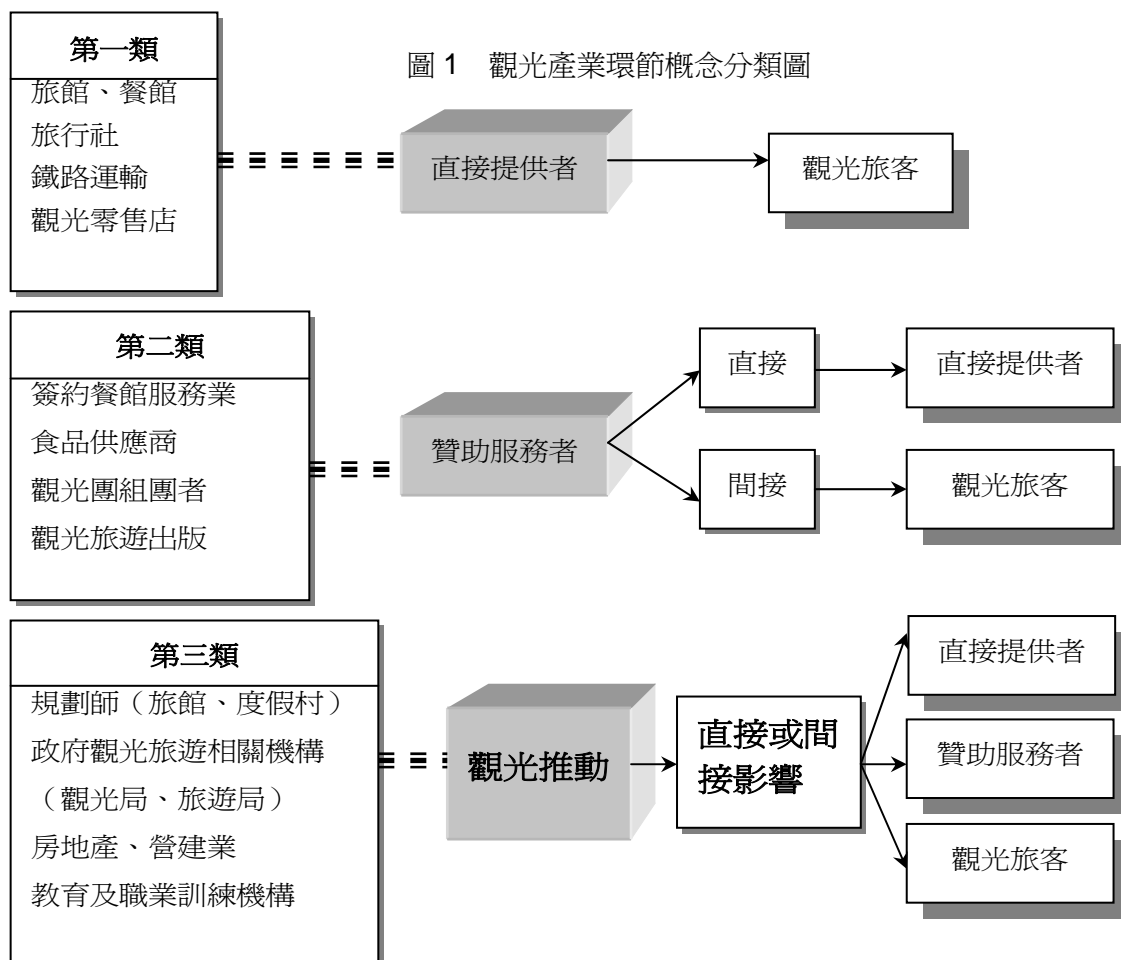 圖 1　觀光產業環節概念分類圖
第一類
旅館、餐館
旅行社
鐵路運輸
觀光零售店
直接提供者
觀光旅客
第二類
簽約餐館服務業
食品供應商
觀光團組團者
觀光旅遊出版
贊助服務者
直接
直接提供者
間接
觀光旅客
第三類
規劃師（旅館、度假村）
政府觀光旅遊相關機構
（觀光局、旅遊局）
房地產、營建業
教育及職業訓練機構
觀光推動
直接或間
接影響
直接提供者
贊助服務者
觀光旅客